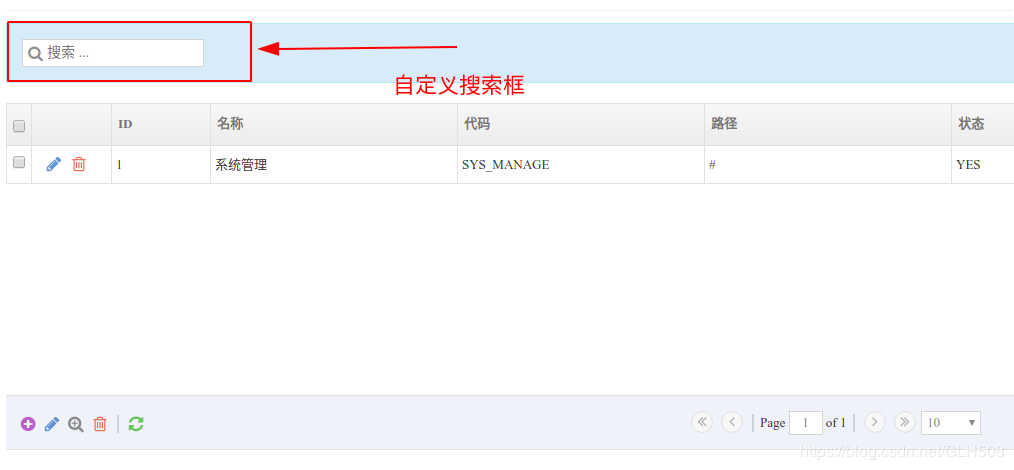 搜索 ...
自定义搜索框
ID 名称 代码 路径 状态
1 系统管理 SYS_MANAGE # YES
Page 1 of 1 10
https://blog.csdn.net/GLH508